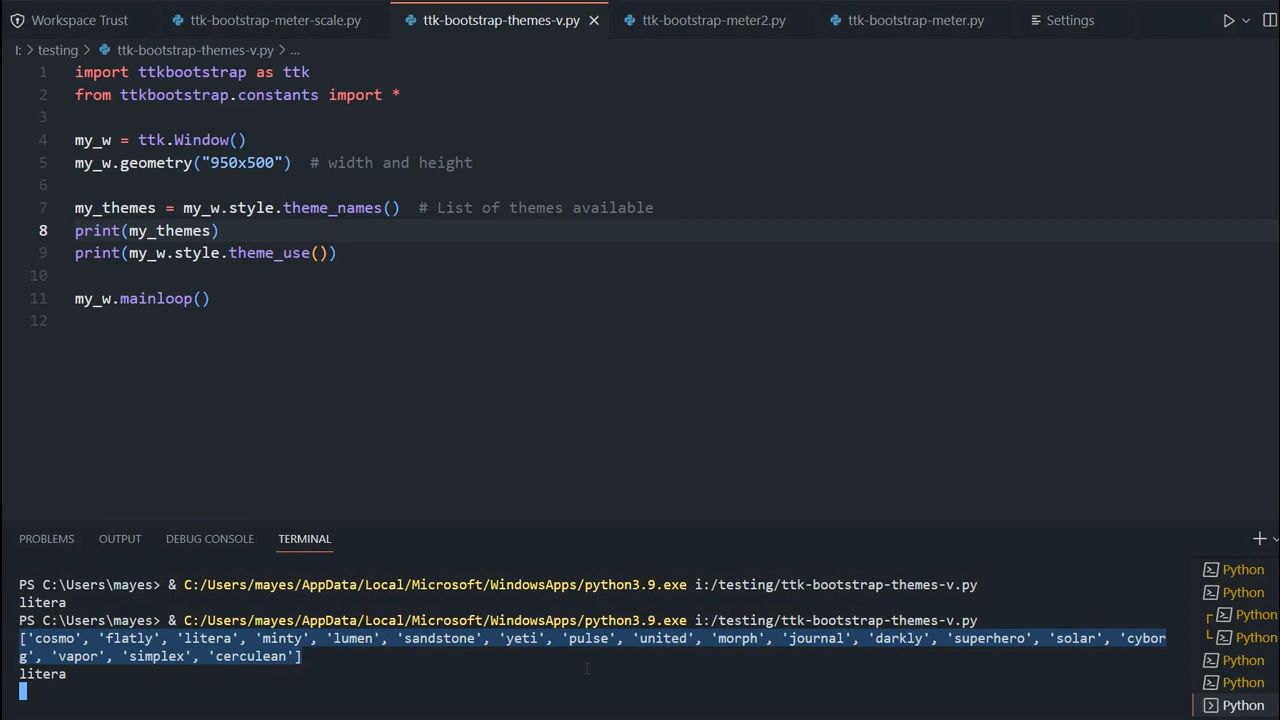 Workspace Trust
ttk-bootstrap-meter-scale.py
ttk-bootstrap-themes-v.py
ttk-bootstrap-meter2.py
ttk-bootstrap-meter.py
Settings
I: > testing > ttk-bootstrap-themes-v.py > ...
1 import ttkbootstrap as ttk
2 from ttkbootstrap.constants import *
3
4 my_w = ttk.Window()
5 my_w.geometry("950x500")  # width and height
6
7 my_themes = my_w.style.theme_names()  # List of themes available
8 print(my_themes)
9 print(my_w.style.theme_use())
10
11 my_w.mainloop()
12
PROBLEMS OUTPUT DEBUG CONSOLE TERMINAL
PS C:\Users\mayes> & C:/Users/mayes/AppData/Local/Microsoft/WindowsApps/python3.9.exe i:/testing/ttk-bootstrap-themes-v.py
litera
PS C:\Users\mayes> & C:/Users/mayes/AppData/Local/Microsoft/WindowsApps/python3.9.exe i:/testing/ttk-bootstrap-themes-v.py
['cosmo', 'flatly', 'litera', 'minty', 'lumen', 'sandstone', 'yeti', 'pulse', 'united', 'morph', 'journal', 'darkly', 'superhero', 'solar', 'cybor
g', 'vapor', 'simplex', 'cerculean']
litera
Python
Python
Python
Python
Python
Python
Python